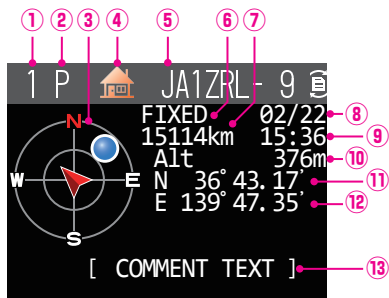 ① ② ③ ④ ⑤ ⑥ ⑦
1 P JA1ZRL- 9
FIXED 02/22 ⑧
15114km 15:36 ⑨
Alt 376m ⑩
N 36°43.17' ⑪
E 139°47.35' ⑫
N
W E
S
[ COMMENT TEXT ] ⑬